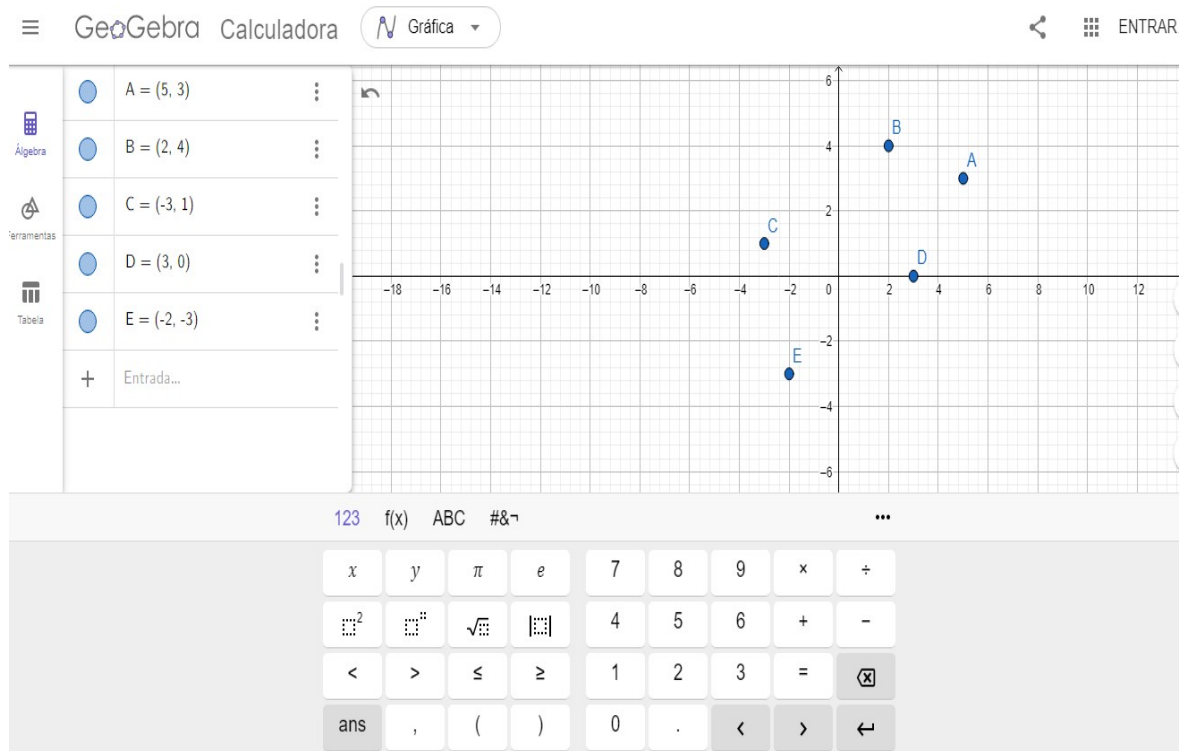 GeoGebra Calculadora Gráfica
ENTRAR
Álgebra
Ferramentas
Tabela
A = (5, 3)
B = (2, 4)
C = (-3, 1)
D = (3, 0)
E = (-2, -3)
+ Entrada...
6
4
2
−18 −16 −14 −12 −10 −8 −6 −4 −2 0 2 4 6 8 10 12
−2
−4
−6
B
A
C
D
E
123 f(x) ABC #&¬ •••
x y π e 7 8 9 × ÷
2 √ 4 5 6 + −
< > ≤ ≥ 1 2 3 =
ans , ( ) 0 . < >